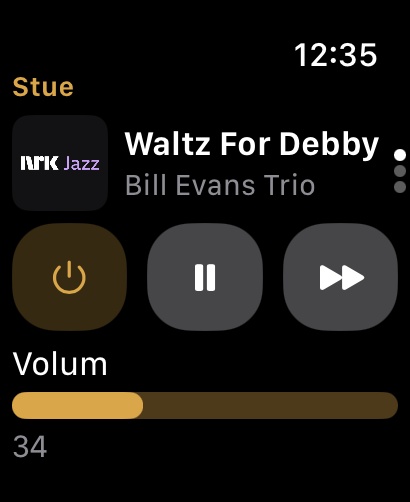 12:35
Stue
nrk Jazz
Waltz For Debby
Bill Evans Trio
Volum
34